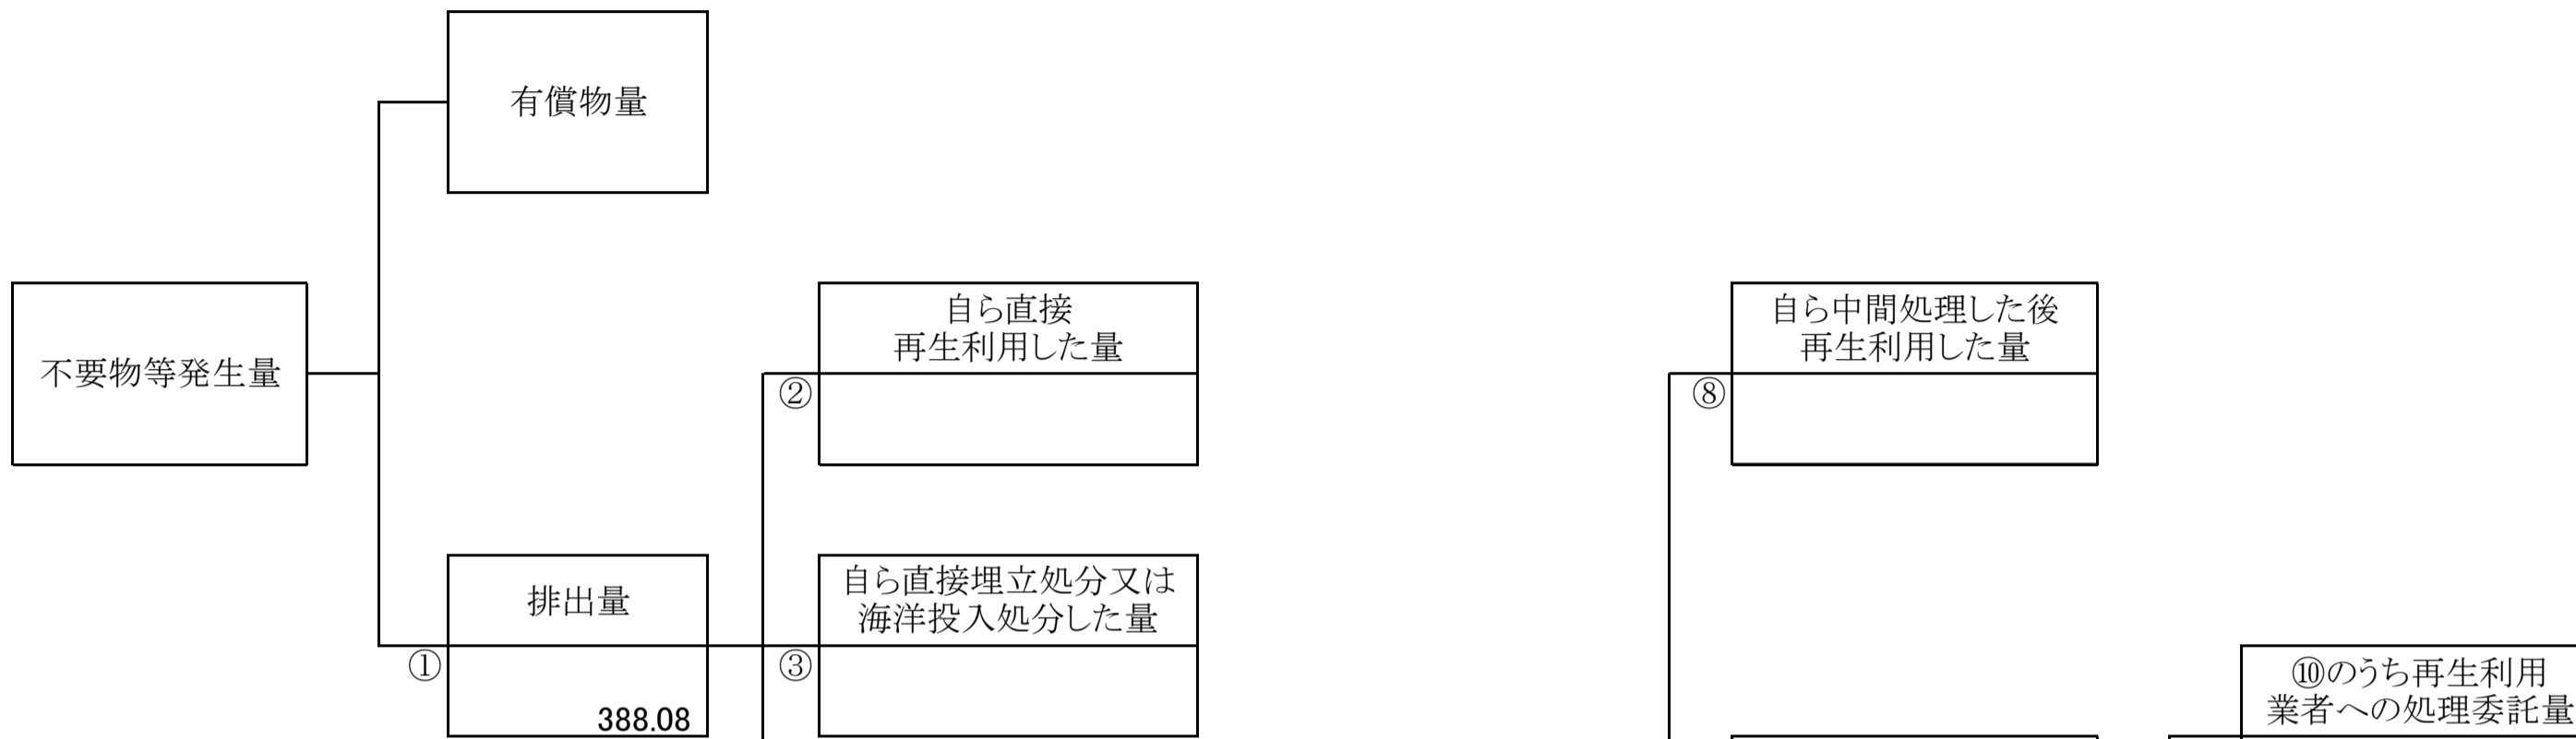 有償物量
不要物等発生量
自ら直接
再生利用した量
②
自ら中間処理した後
再生利用した量
⑧
排出量
①
388.08
自ら直接埋立処分又は
海洋投入処分した量
③
⑩のうち再生利用
業者への処理委託量